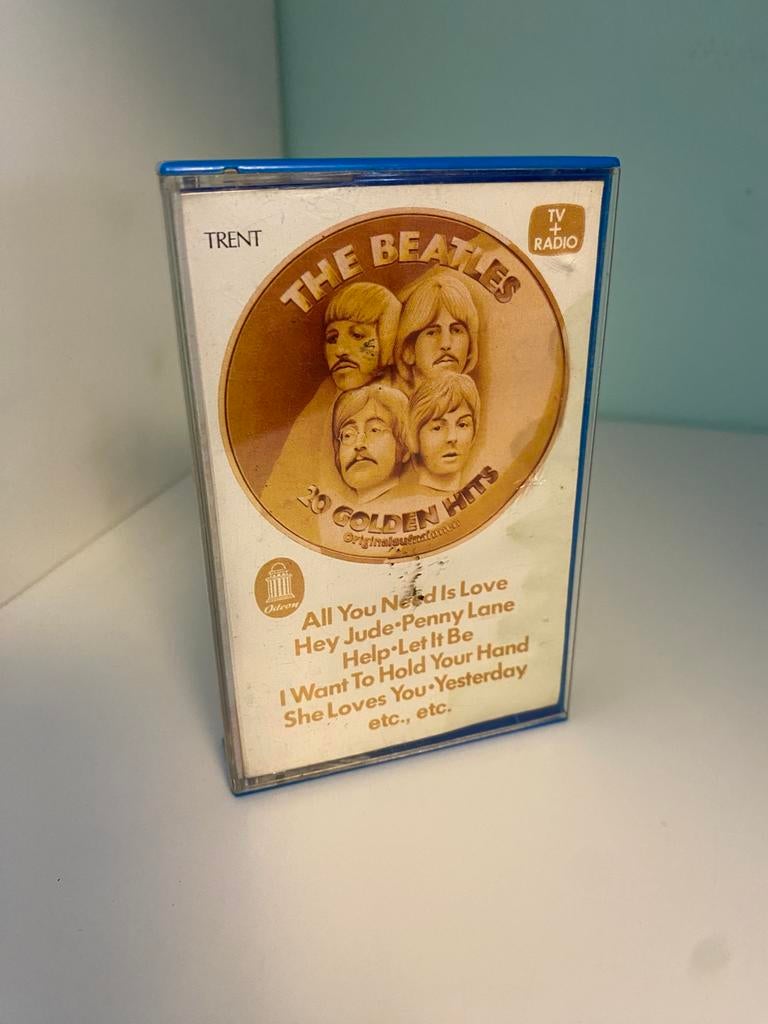 TRENT
TV
+
RADIO
THE BEATLES
20 GOLDEN HITS
Originalaufnahmen
Odeon
All You Need Is Love
Hey Jude•Penny Lane
Help•Let It Be
I Want To Hold Your Hand
She Loves You•Yesterday
etc., etc.